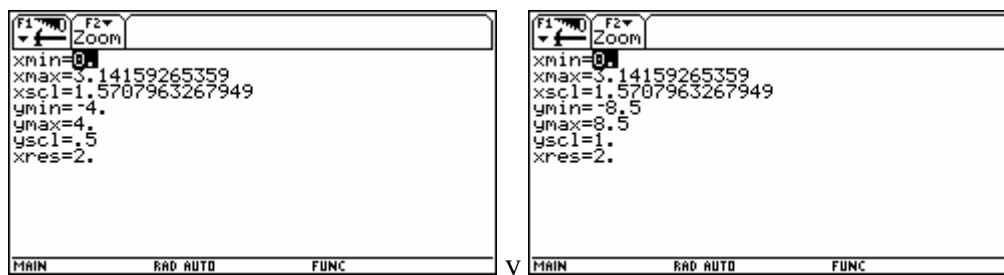 F1 F2
Zoom
xmin=0.
xmax=3.14159265359
xscl=1.5707963267949
ymin=-4.
ymax=4.
yscl=.5
xres=2.
MAIN RAD AUTO FUNC
v
F1 F2
Zoom
xmin=0.
xmax=3.14159265359
xscl=1.5707963267949
ymin=-8.5
ymax=8.5
yscl=1.
xres=2.
MAIN RAD AUTO FUNC